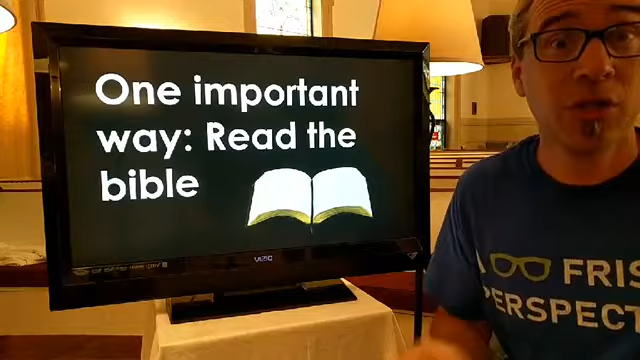 One important
way: Read the
bible
VIZIO
FRIS
PERSPECT